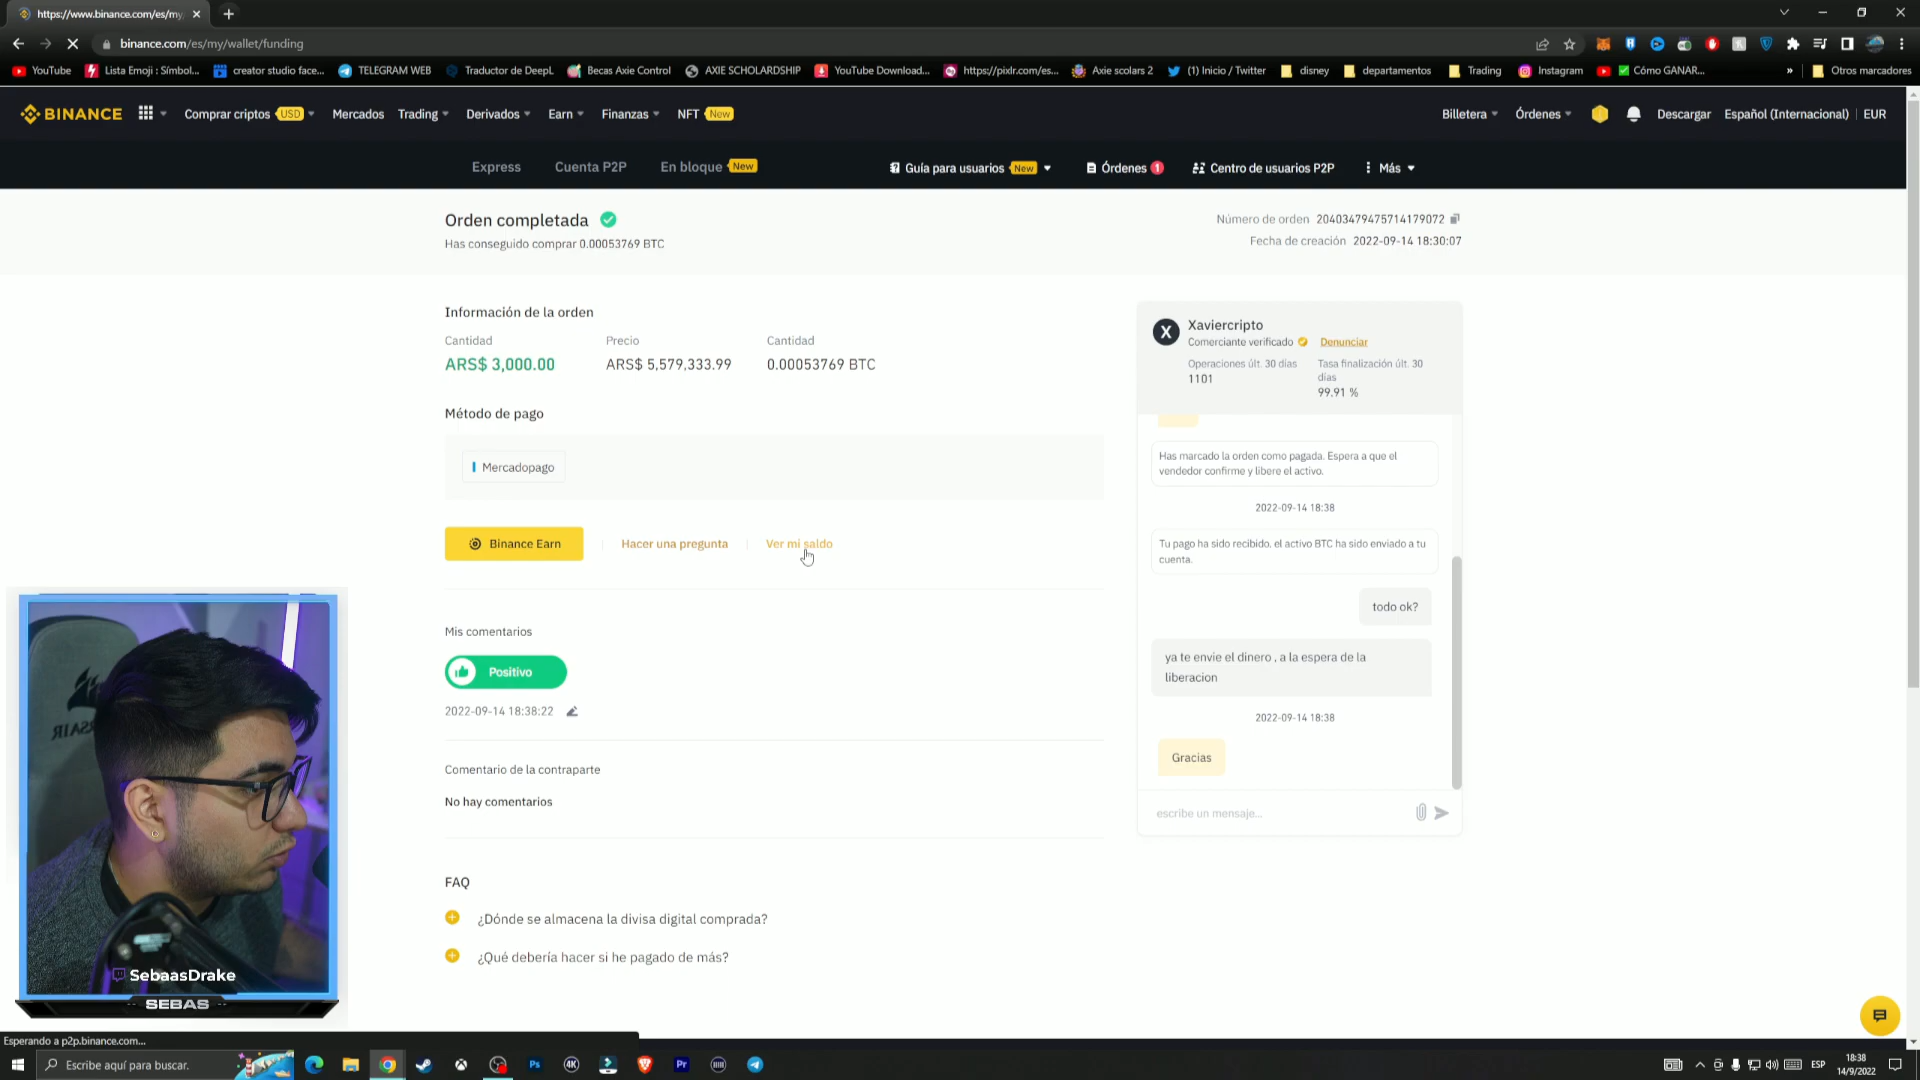 https://www.binance.com/es/my
binance.com/es/my/wallet/funding
YouTube
Lista Emoji : Símbol...
creator studio face...
TELEGRAM WEB
Traductor de DeepL
Becas Axie Control
AXIE SCHOLARDSHIP
YouTube Download...
https://pixlr.com/es...
Axie scolars 2
(1) Inicio / Twitter
disney
departamentos
Trading
Instagram
Cómo GANAR...
»
Otros marcadores
BINANCE
Comprar criptos USD
Mercados
Trading
Derivados
Earn
Finanzas
NFT New
Billetera
Órdenes
Descargar
Español (Internacional)
EUR
Express
Cuenta P2P
En bloque New
Guía para usuarios New
Órdenes 1
Centro de usuarios P2P
Más
Orden completada
Has conseguido comprar 0.00053769 BTC
Número de orden 20403479475714179072
Fecha de creación 2022-09-14 18:30:07
Información de la orden
Cantidad Precio Cantidad
ARS$ 3,000.00 ARS$ 5,579,333.99 0.00053769 BTC
Método de pago
Mercadopago
Binance Earn
Hacer una pregunta
Ver mi saldo
Mis comentarios
Positivo
2022-09-14 18:38:22
Comentario de la contraparte
No hay comentarios
FAQ
¿Dónde se almacena la divisa digital comprada?
¿Qué debería hacer si he pagado de más?
X
Xaviercripto
Comerciante verificado Denunciar
Operaciones últ. 30 días
1101
Tasa finalización últ. 30
días
99.91 %
Has marcado la orden como pagada. Espera a que el
vendedor confirme y libere el activo.
2022-09-14 18:38
Tu pago ha sido recibido. el activo BTC ha sido enviado a tu
cuenta.
todo ok?
ya te envie el dinero , a la espera de la
liberacion
2022-09-14 18:38
Gracias
escribe un mensaje...
SebaasDrake
SEBAS
Esperando a p2p.binance.com...
Escribe aquí para buscar.
Ps
4K
Pr
ESP
18:38
14/9/2022